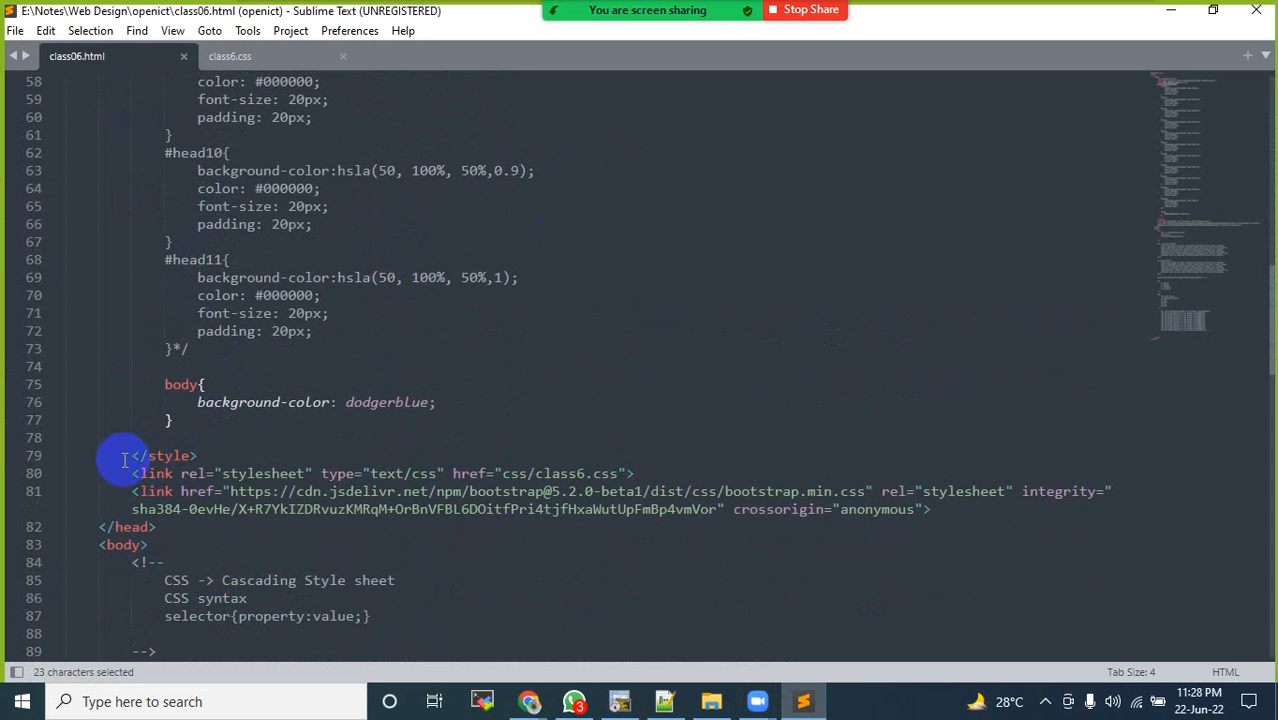 E:\Notes\Web Design\openict\class06.html (openict) - Sublime Text (UNREGISTERED)
You are screen sharing
Stop Share
File Edit Selection Find View Goto Tools Project Preferences Help
class06.html
class6.css
58 color: #000000;
59 font-size: 20px;
60 padding: 20px;
61 }
62 #head10{
63 background-color:hsla(50, 100%, 50%,0.9);
64 color: #000000;
65 font-size: 20px;
66 padding: 20px;
67 }
68 #head11{
69 background-color:hsla(50, 100%, 50%,1);
70 color: #000000;
71 font-size: 20px;
72 padding: 20px;
73 }*/
74
75 body{
76 background-color: dodgerblue;
77 }
78
79 </style>
80 <link rel="stylesheet" type="text/css" href="css/class6.css">
81 <link href="https://cdn.jsdelivr.net/npm/bootstrap@5.2.0-beta1/dist/css/bootstrap.min.css" rel="stylesheet" integrity="
sha384-0evHe/X+R7YkIZDRvuzKMRqM+OrBnVFBL6DOitfPri4tjfHxaWutUpFmBp4vmVor" crossorigin="anonymous">
82 </head>
83 <body>
84 <!--
85 CSS -> Cascading Style sheet
86 CSS syntax
87 selector{property:value;}
88
89 -->
23 characters selected
Tab Size: 4
HTML
Type here to search
3
28°C
11:28 PM
22-Jun-22